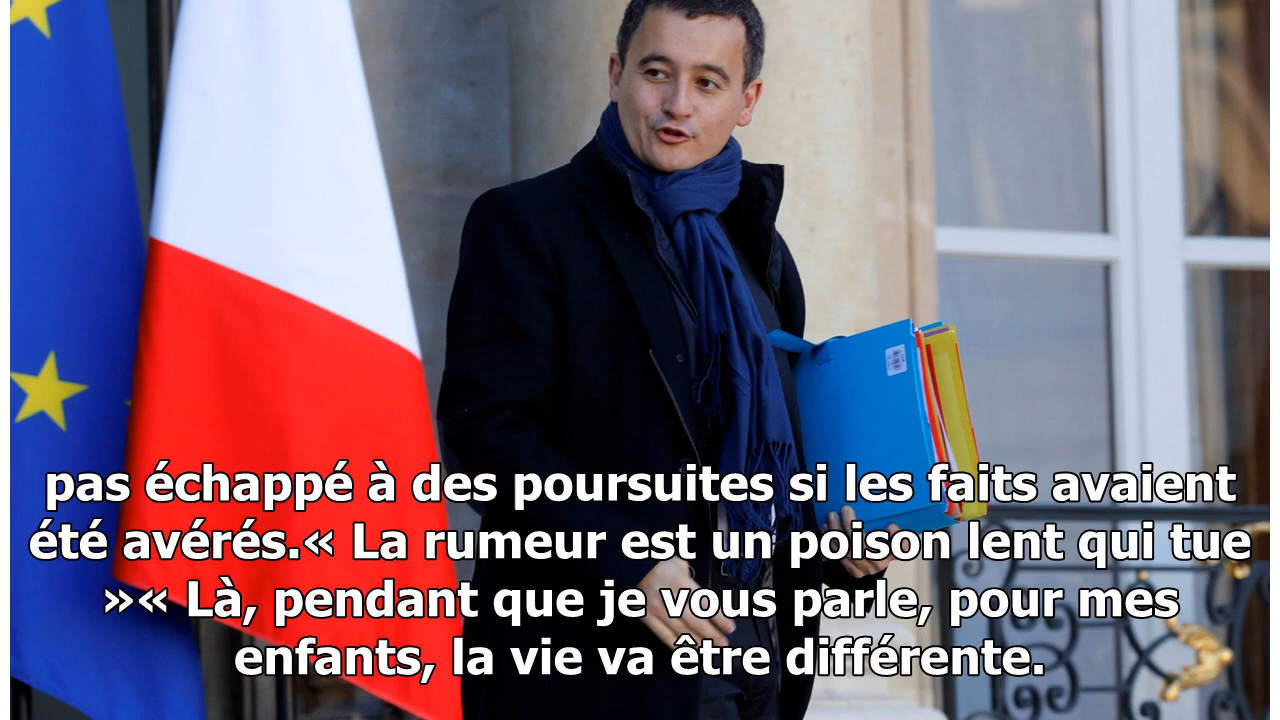 pas échappé à des poursuites si les faits avaient
été avérés.« La rumeur est un poison lent qui tue
»« Là, pendant que je vous parle, pour mes
enfants, la vie va être différente.